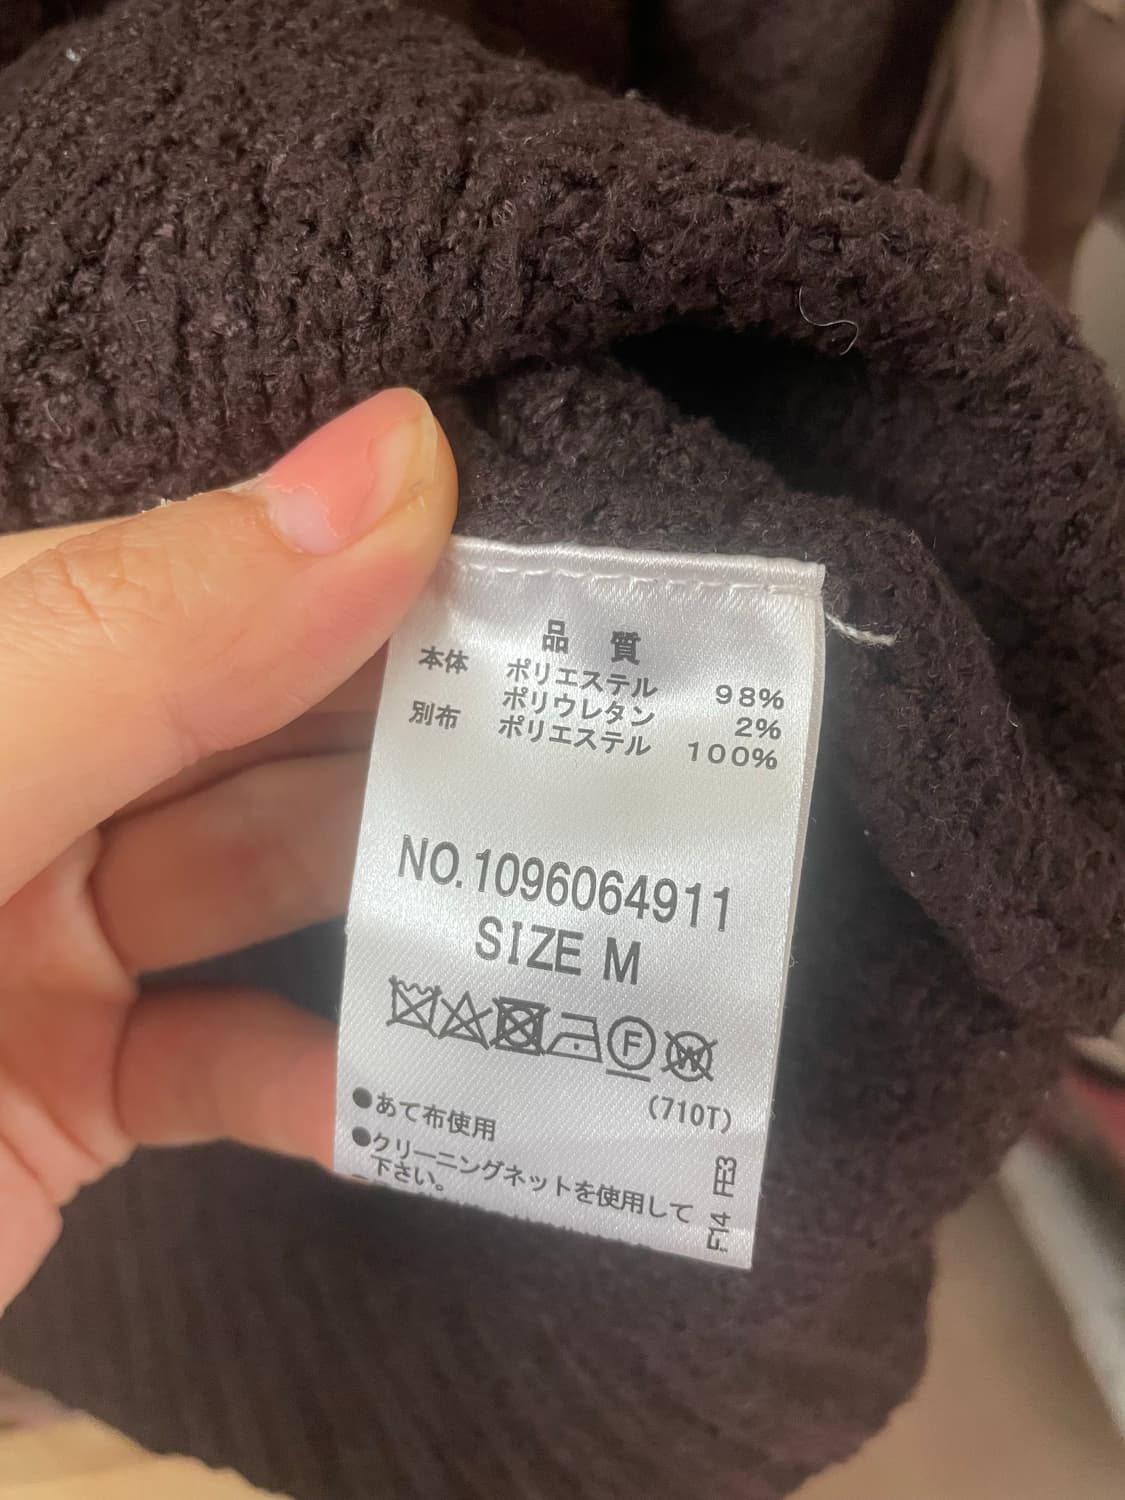 品 質
本体 ポリエステル 98%
ポリウレタン 2%
別布 ポリエステル 100%
NO.1096064911
SIZE M
F W
(710T)
●あて布使用
●クリーニングネットを使用して
下さい。
F14